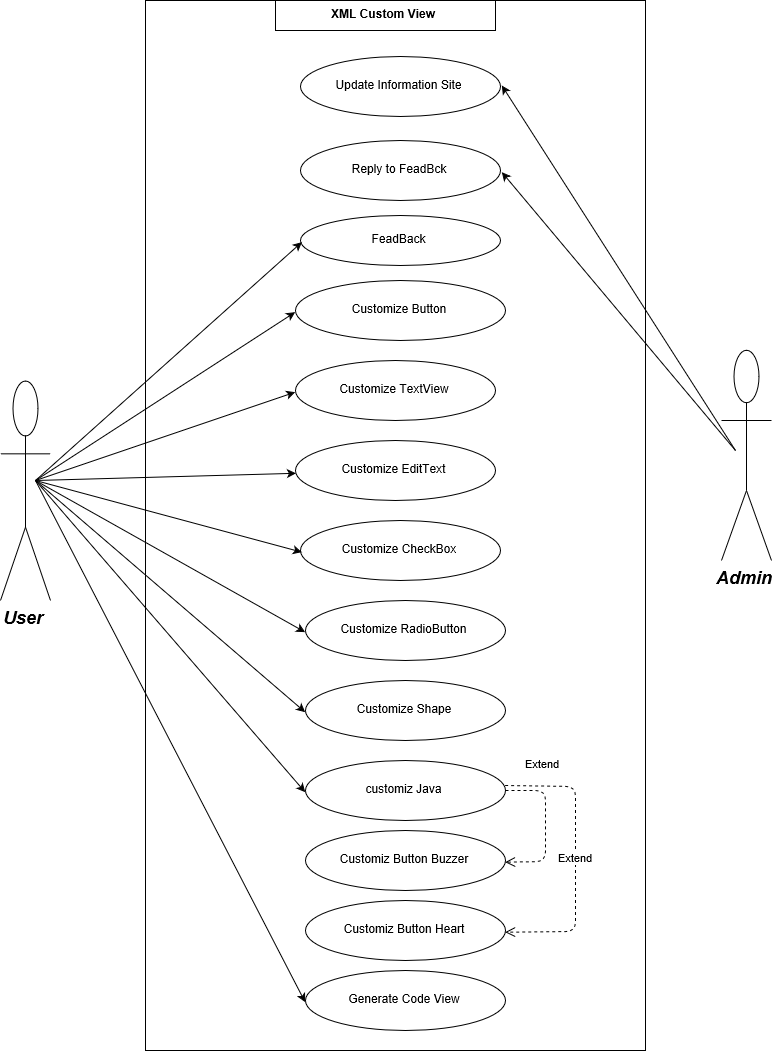 XML Custom View
Update Information Site
Reply to FeadBck
FeadBack
Customize Button
Customize TextView
Customize EditText
Customize CheckBox
Admin
User
Customize RadioButton
Customize Shape
Extend
customiz Java
Customiz Button Buzzer
Extend
Customiz Button Heart
Generate Code View